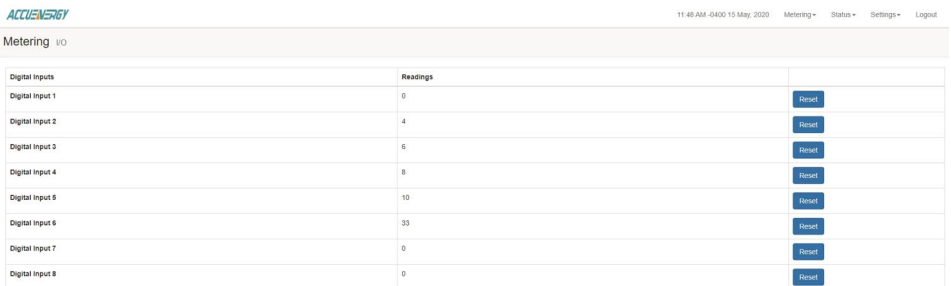 ACCUENERGY 11:48 AM -0400 15 May, 2020 Metering Status Settings Logout
Metering I/O
Digital Inputs Readings
Digital Input 1 0 Reset
Digital Input 2 4 Reset
Digital Input 3 6 Reset
Digital Input 4 8 Reset
Digital Input 5 10 Reset
Digital Input 6 33 Reset
Digital Input 7 0 Reset
Digital Input 8 0 Reset